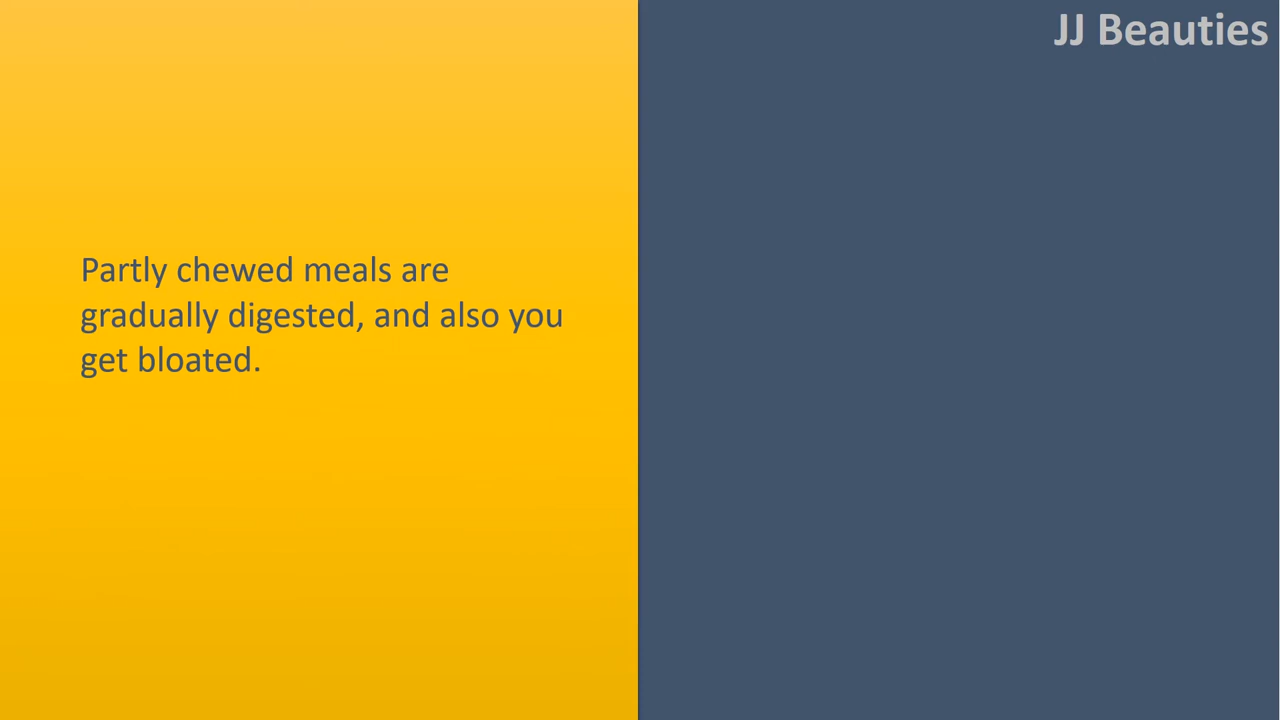 JJ Beauties
Partly chewed meals are
gradually digested, and also you
get bloated.